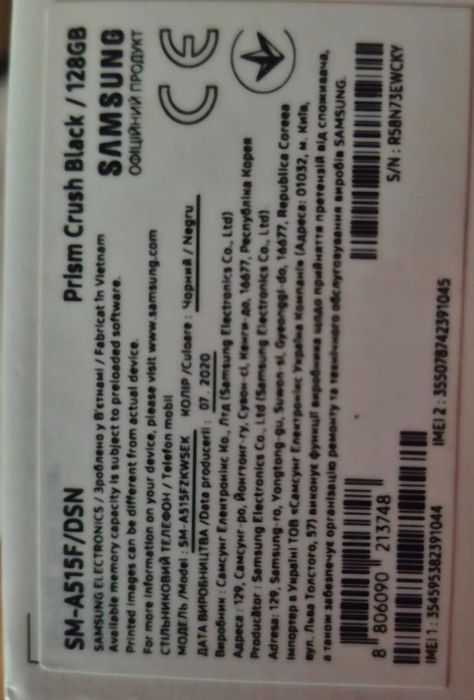 SM-A515F/DSN
Prism Crush Black / 128GB
SAMSUNG ELECTRONICS / Зроблено у В'єтнамі / Fabricat în Vietnam
SAMSUNG
Available memory capacity is subject to preloaded software.
ОФІЦІЙНИЙ ПРОДУКТ
Printed images can be different from actual device.
For more information on your device, please visit www.samsung.com
СТІЛЬНИКОВИЙ ТЕЛЕФОН / Telefon mobil
МОДЕЛЬ /Model : SM-A515FZKWSEK КОЛІР /Culoare : Чорний / Negru
CE
ДАТА ВИРОБНИЦТВА /Data producerii : 07. 2020
Виробник : Самсунг Електронікс Ко., Лтд (Samsung Electronics Co., Ltd)
Адреса : 129, Самсунг-ро, Йонгтонг-гу, Сувон-сі, Кенгі-до, 16677, Республіка Корея
Producător : Samsung Electronics Co., Ltd (Samsung Electronics Co., Ltd)
Adresa : 129, Samsung-ro, Yongtong-gu, Suwon-si, Gyeonggi-do, 16677, Republica Coreea
Імпортер в Україні ТОВ «Самсунг Електронікс Україна Компані» (Адреса: 01032, м. Київ,
вул. Льва Толстого, 57) виконує функції виробника щодо прийняття претензій від споживача,
а також забезпечує організацію ремонту та технічного обслуговування виробів SAMSUNG.
8 806090 213748
S/N : R58N73EWCKY
IMEI 1 : 354595382391044
IMEI 2 : 355078742391045